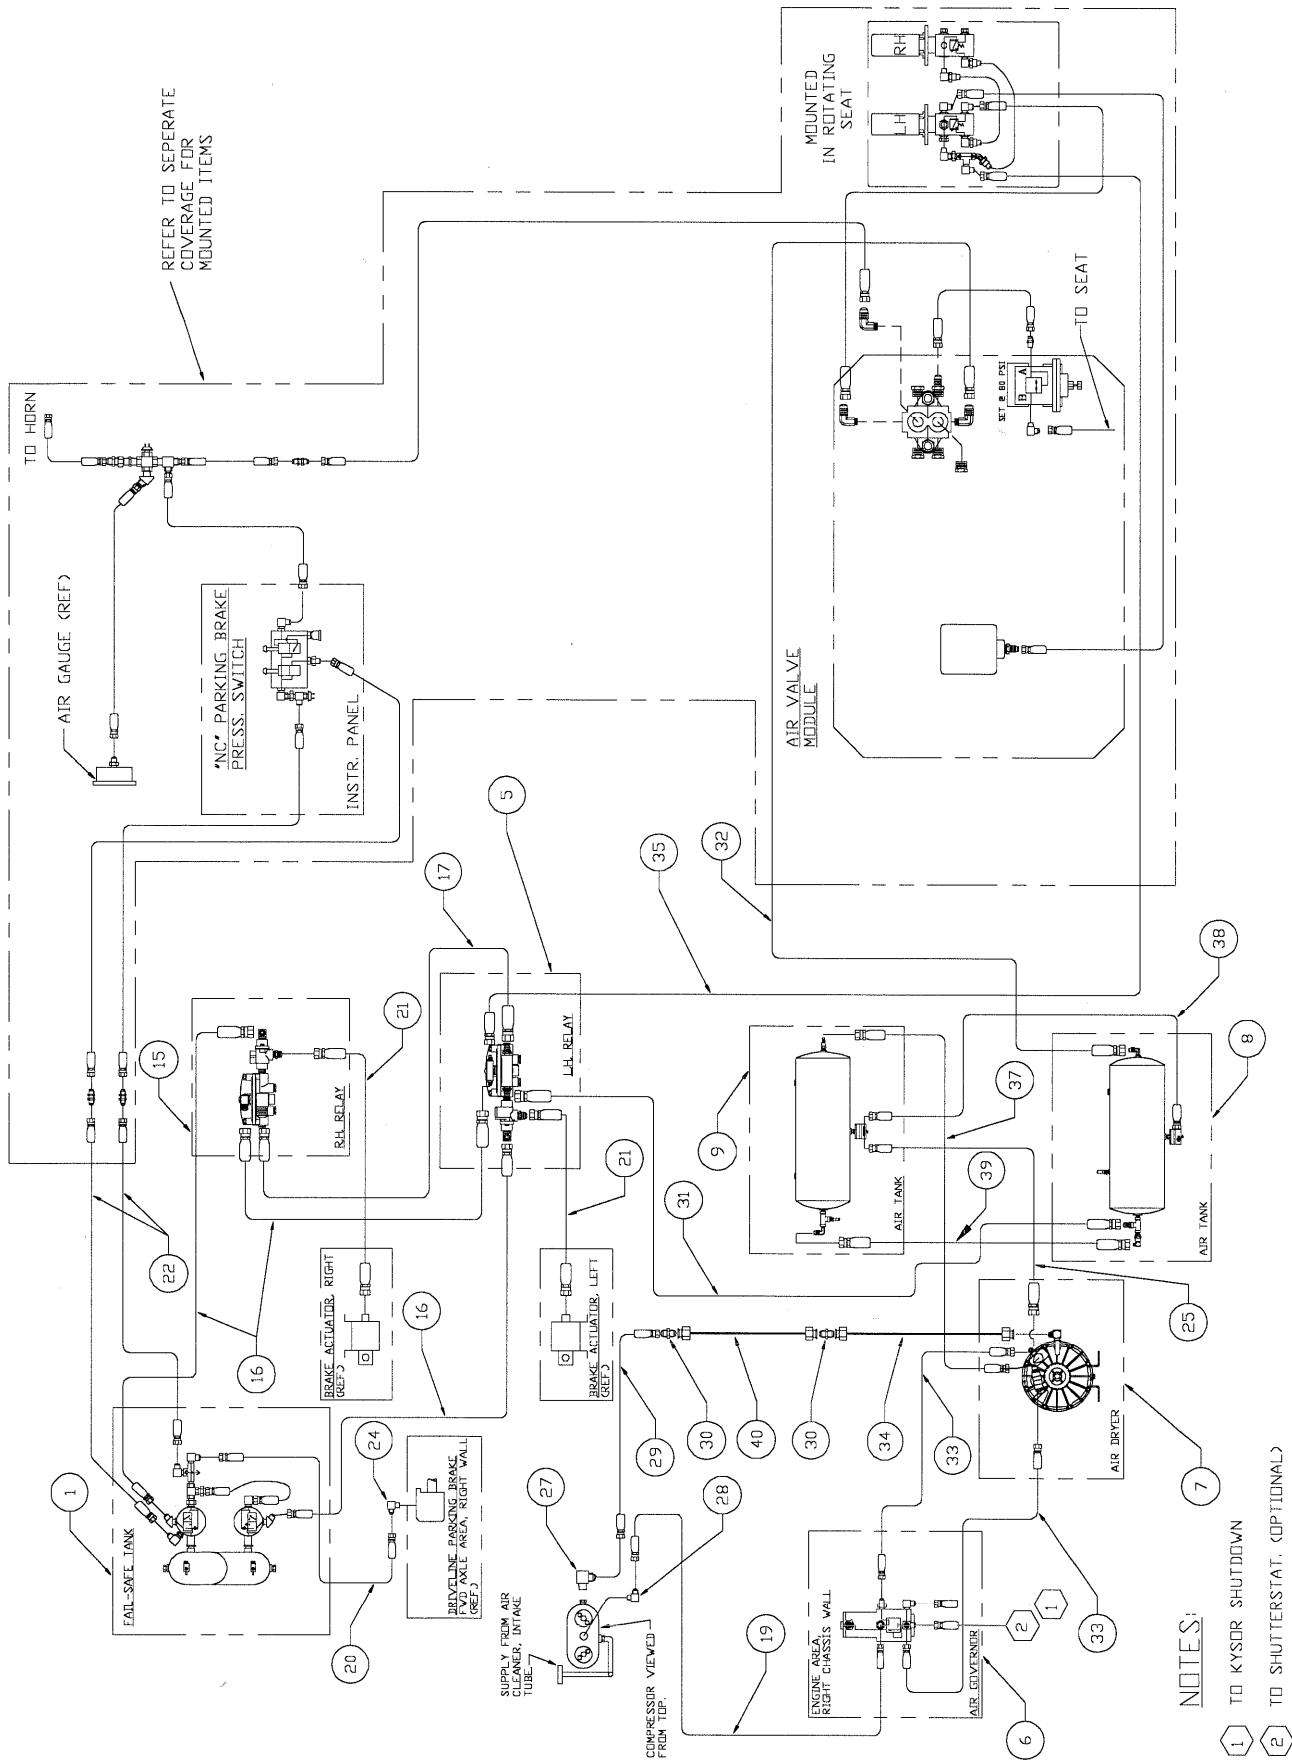 REFER TO SEPERATE
COVERAGE FOR
MOUNTED ITEMS
TO HORN
AIR GAUGE (REF)
"NC" PARKING BRAKE
PRESS. SWITCH
INSTR. PANEL
MOUNTED
IN ROTATING
SEAT
LH
RH
SET @ 80 PSI
B
A
TO SEAT
AIR VALVE
MODULE
5
17
35
32
15
21
R.H. RELAY
L.H. RELAY
22
16
BRAKE ACTUATOR, RIGHT
(REF.)
16
21
BRAKE ACTUATOR, LEFT
(REF.)
31
9
AIR TANK
37
39
38
8
AIR TANK
25
1
FAIL-SAFE TANK
24
DRIVELINE PARKING BRAKE
FWD AXLE AREA, RIGHT WALL
(REF.)
20
29
30
40
30
34
33
AIR DRYER
7
27
28
SUPPLY FROM AIR
CLEANER, INTAKE
TUBE
COMPRESSOR VIEWED
FROM TOP.
19
ENGINE AREA,
RIGHT CHASSIS WALL
AIR GOVERNOR
6
2
1
33
NOTES:
1 TO KYSOR SHUTDOWN
2 TO SHUTTERSTAT. (OPTIONAL)